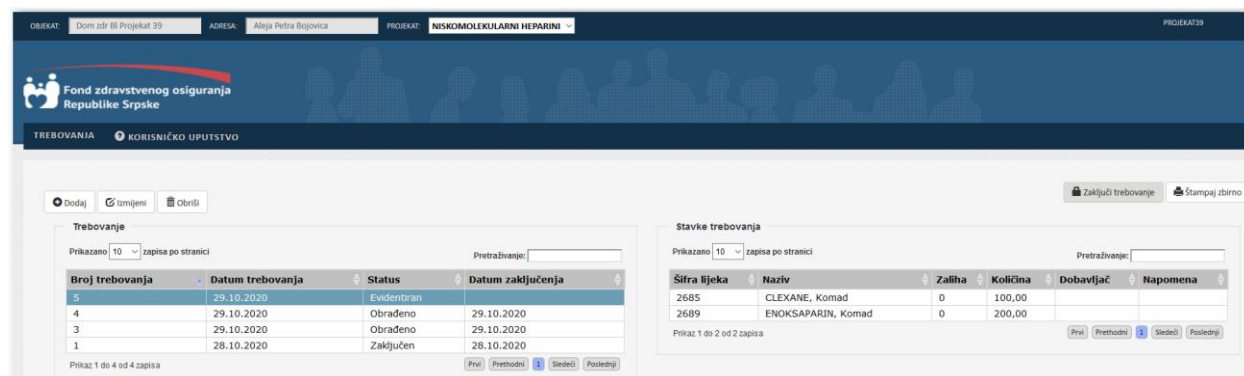 OBJEKAT: Dom zdr Bl Projekat 39 ADRESA: Aleja Petra Bojovica PROJEKAT: NISKOMOLEKULARNI HEPARINI PROJEKAT39
Fond zdravstvenog osiguranja
Republike Srpske
TREBOVANJA KORISNIČKO UPUTSTVO
Dodaj Izmijeni Obriši Zaključi trebovanje Štampaj zbirno
Trebovanje
Prikazano 10 zapisa po stranici Pretraživanje:
Broj trebovanja Datum trebovanja Status Datum zaključenja
5 29.10.2020 Evidentiran
4 29.10.2020 Obrađeno 29.10.2020
3 29.10.2020 Obrađeno 29.10.2020
1 28.10.2020 Zaključen 28.10.2020
Prikaz 1 do 4 od 4 zapisa Prvi Prethodni 1 Sledeći Poslednji
Stavke trebovanja
Prikazano 10 zapisa po stranici Pretraživanje:
Šifra lijeka Naziv Zaliha Količina Dobavljač Napomena
2685 CLEXANE, Komad 0 100,00
2689 ENOKSAPARIN, Komad 0 200,00
Prikaz 1 do 2 od 2 zapisa Prvi Prethodni 1 Sledeći Poslednji